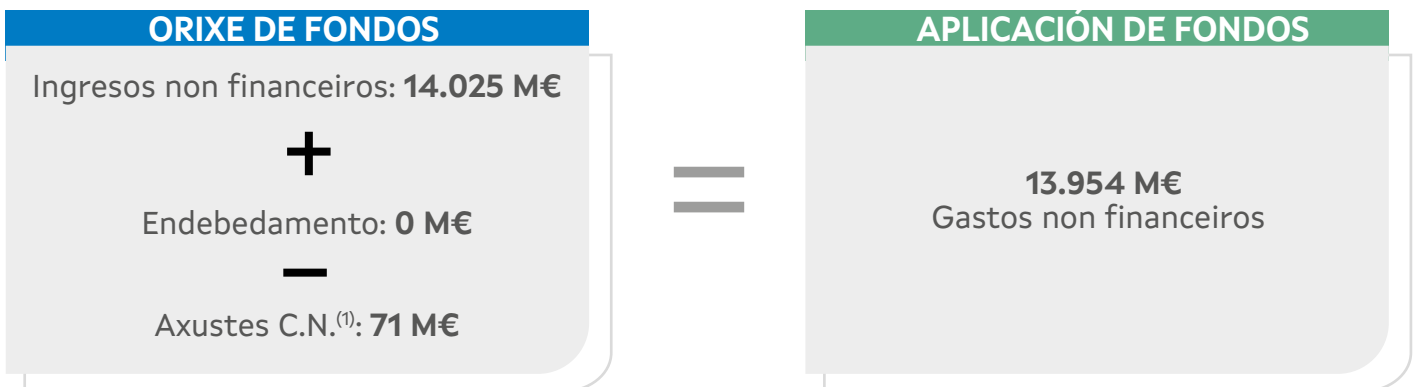 ORIXE DE FONDOS
Ingresos non financeiros: 14.025 M€
+
Endebedamento: 0 M€
−
Axustes C.N.(1): 71 M€
=
APLICACIÓN DE FONDOS
13.954 M€
Gastos non financeiros